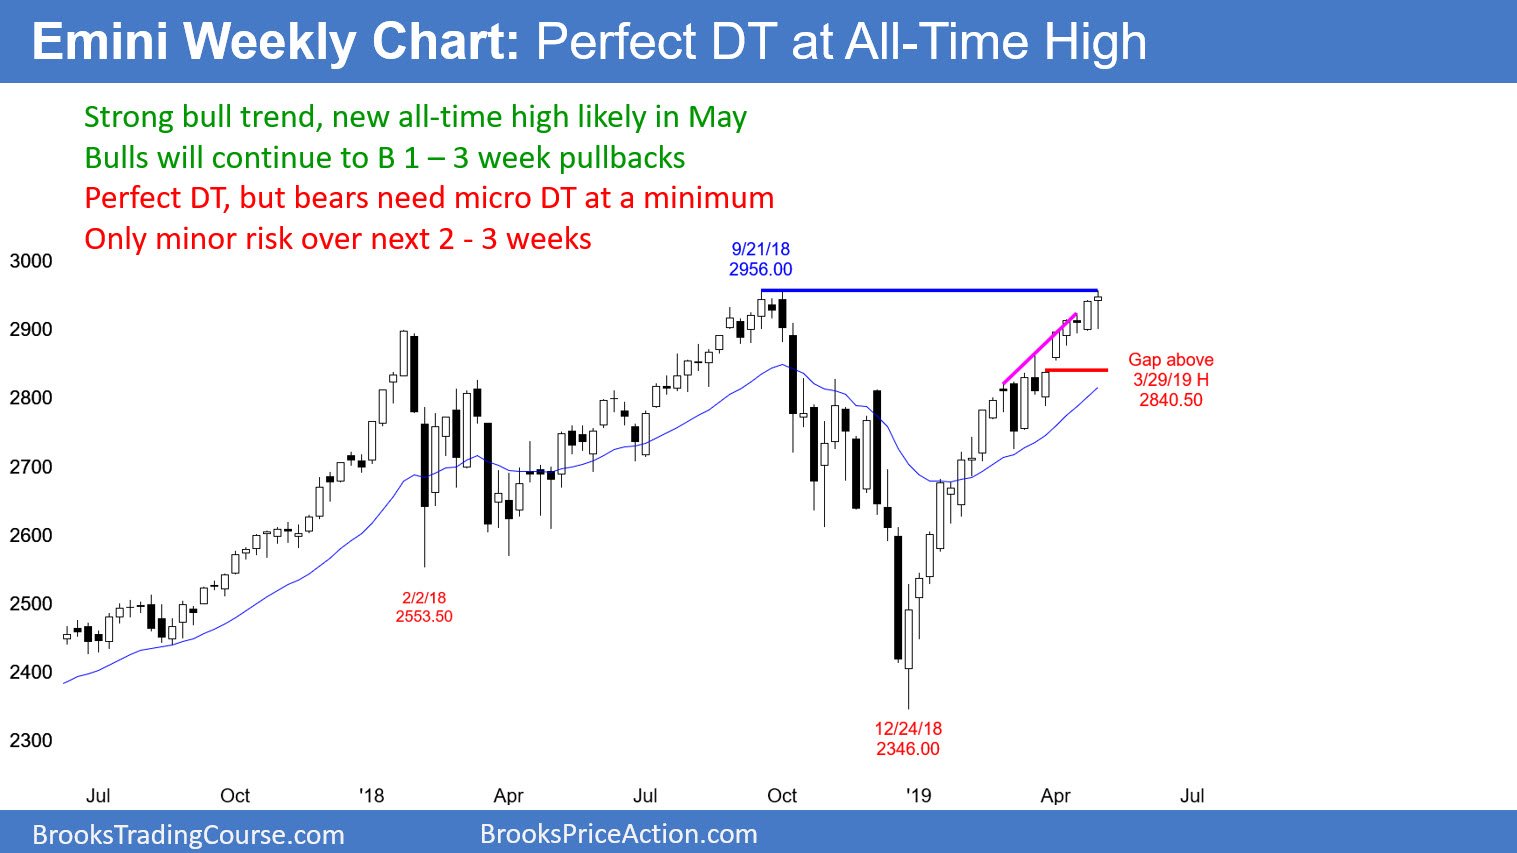 Emini Weekly Chart: Perfect DT at All-Time High
Strong bull trend, new all-time high likely in May
Bulls will continue to B 1 – 3 week pullbacks
Perfect DT, but bears need micro DT at a minimum
Only minor risk over next 2 - 3 weeks
9/21/18
2956.00
3000
2900
2800
2700
2600
2500
2400
2300
Gap above
3/29/19 H
2840.50
2/2/18
2553.50
12/24/18
2346.00
Jul Oct '18 Apr Jul Oct '19 Apr Jul
BrooksTradingCourse.com BrooksPriceAction.com